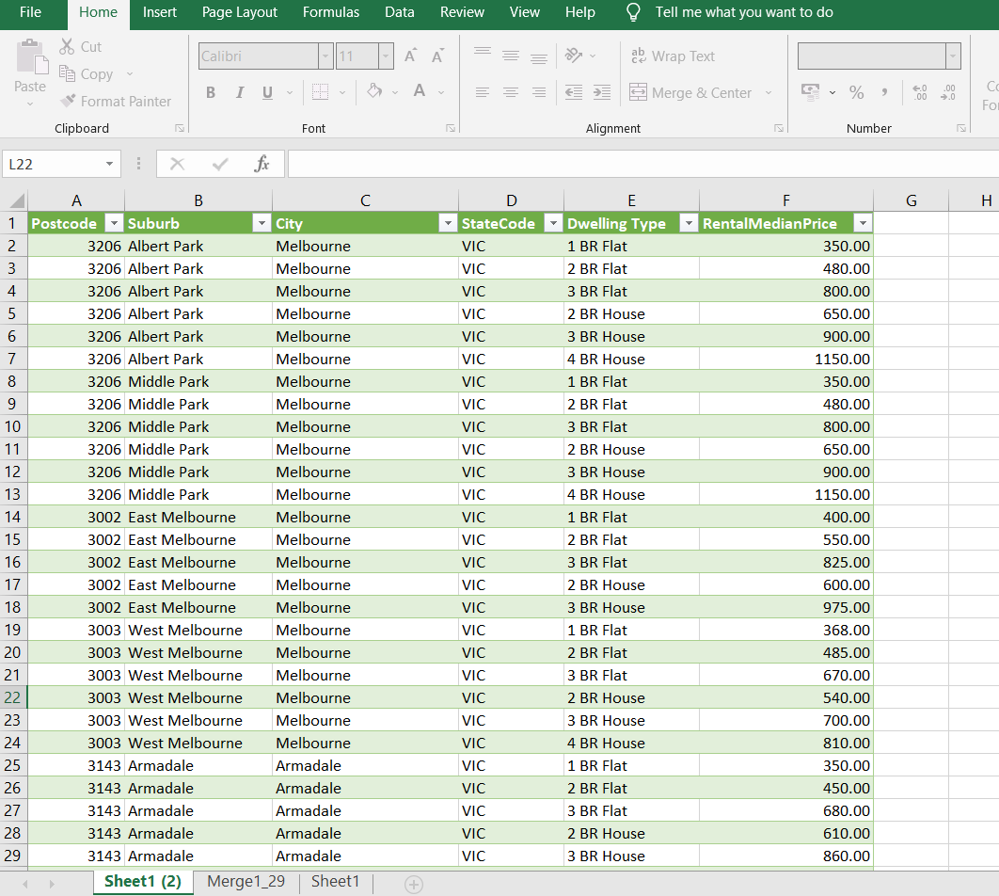 File Home Insert Page Layout Formulas Data Review View Help Tell me what you want to do
Paste
Cut
Copy
Format Painter
Clipboard
Calibri 11 A A
B I U A
Font
ab c Wrap Text
Merge & Center
Alignment
% , .00 .00
Number
L22 fx
A B C D E F G H
1 Postcode Suburb City StateCode Dwelling Type RentalMedianPrice
2 3206 Albert Park Melbourne VIC 1 BR Flat 350.00
3 3206 Albert Park Melbourne VIC 2 BR Flat 480.00
4 3206 Albert Park Melbourne VIC 3 BR Flat 800.00
5 3206 Albert Park Melbourne VIC 2 BR House 650.00
6 3206 Albert Park Melbourne VIC 3 BR House 900.00
7 3206 Albert Park Melbourne VIC 4 BR House 1150.00
8 3206 Middle Park Melbourne VIC 1 BR Flat 350.00
9 3206 Middle Park Melbourne VIC 2 BR Flat 480.00
10 3206 Middle Park Melbourne VIC 3 BR Flat 800.00
11 3206 Middle Park Melbourne VIC 2 BR House 650.00
12 3206 Middle Park Melbourne VIC 3 BR House 900.00
13 3206 Middle Park Melbourne VIC 4 BR House 1150.00
14 3002 East Melbourne Melbourne VIC 1 BR Flat 400.00
15 3002 East Melbourne Melbourne VIC 2 BR Flat 550.00
16 3002 East Melbourne Melbourne VIC 3 BR Flat 825.00
17 3002 East Melbourne Melbourne VIC 2 BR House 600.00
18 3002 East Melbourne Melbourne VIC 3 BR House 975.00
19 3003 West Melbourne Melbourne VIC 1 BR Flat 368.00
20 3003 West Melbourne Melbourne VIC 2 BR Flat 485.00
21 3003 West Melbourne Melbourne VIC 3 BR Flat 670.00
22 3003 West Melbourne Melbourne VIC 2 BR House 540.00
23 3003 West Melbourne Melbourne VIC 3 BR House 700.00
24 3003 West Melbourne Melbourne VIC 4 BR House 810.00
25 3143 Armadale Armadale VIC 1 BR Flat 350.00
26 3143 Armadale Armadale VIC 2 BR Flat 450.00
27 3143 Armadale Armadale VIC 3 BR Flat 680.00
28 3143 Armadale Armadale VIC 2 BR House 610.00
29 3143 Armadale Armadale VIC 3 BR House 860.00
Sheet1 (2) Merge1_29 Sheet1